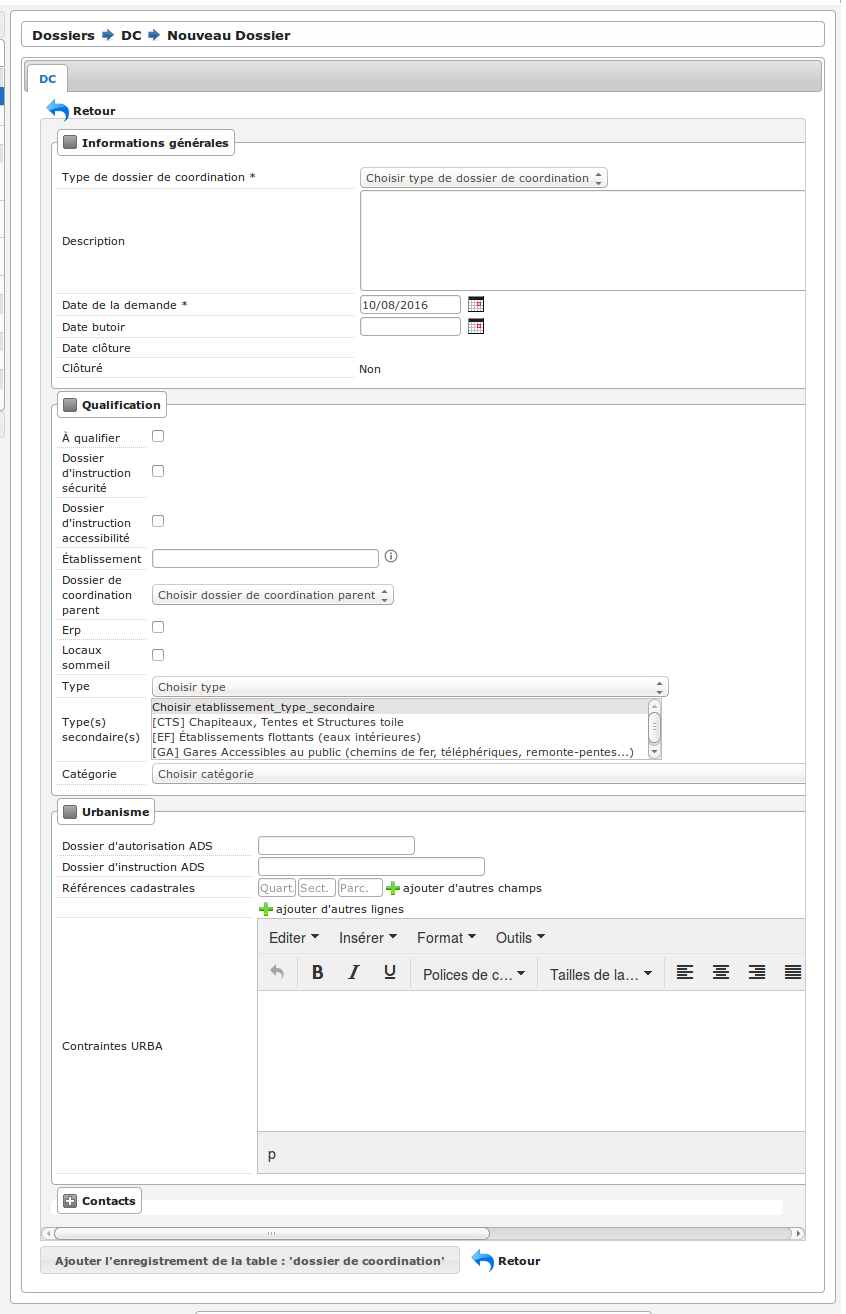 Dossiers DC Nouveau Dossier
DC
Retour
Informations générales
Type de dossier de coordination * Choisir type de dossier de coordination
Description
Date de la demande * 10/08/2016
Date butoir
Date clôture
Clôturé Non
Qualification
À qualifier
Dossier
d'instruction
sécurité
Dossier
d'instruction
accessibilité
Établissement
Dossier de
coordination
parent
Choisir dossier de coordination parent
Erp
Locaux
sommeil
Type Choisir type
Type(s)
secondaire(s)
Choisir etablissement_type_secondaire
[CTS] Chapiteaux, Tentes et Structures toile
[EF] Établissements flottants (eaux intérieures)
[GA] Gares Accessibles au public (chemins de fer, téléphériques, remonte-pentes...)
Catégorie Choisir catégorie
Urbanisme
Dossier d'autorisation ADS
Dossier d'instruction ADS
Références cadastrales Quart. Sect. Parc. ajouter d'autres champs
ajouter d'autres lignes
Editer Insérer Format Outils
B I U Polices de c... Tailles de la...
Contraintes URBA
p
Contacts
Ajouter l'enregistrement de la table : 'dossier de coordination' Retour